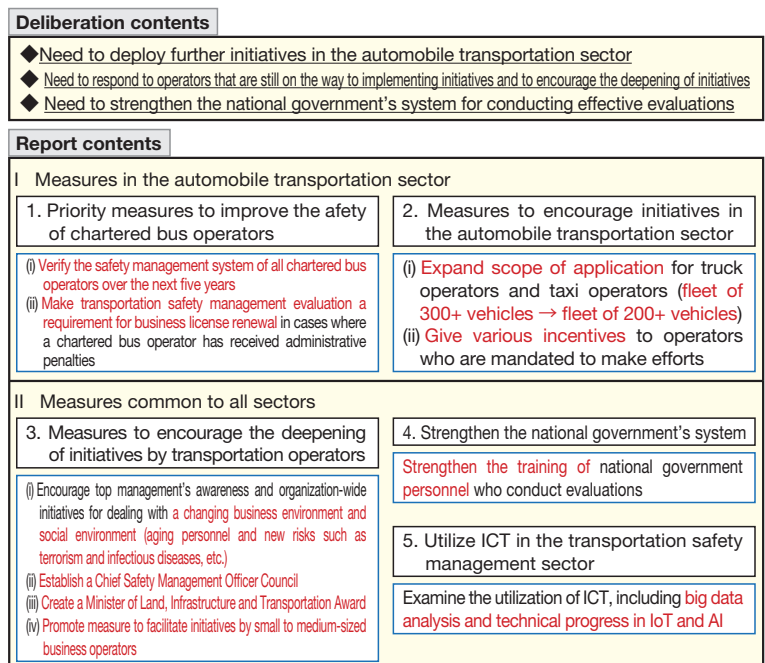 Deliberation contents
◆Need to deploy further initiatives in the automobile transportation sector
◆ Need to respond to operators that are still on the way to implementing initiatives and to encourage the deepening of initiatives
◆ Need to strengthen the national government's system for conducting effective evaluations
Report contents
I Measures in the automobile transportation sector
1. Priority measures to improve the afety
of chartered bus operators
(i) Verify the safety management system of all chartered bus
operators over the next five years
(ii) Make transportation safety management evaluation a
requirement for business license renewal in cases where
a chartered bus operator has received administrative
penalties
2. Measures to encourage initiatives in
the automobile transportation sector
(i) Expand scope of application for truck
operators and taxi operators (fleet of
300+ vehicles → fleet of 200+ vehicles)
(ii) Give various incentives to operators
who are mandated to make efforts
II Measures common to all sectors
3. Measures to encourage the deepening
of initiatives by transportation operators
(i) Encourage top management's awareness and organization-wide
initiatives for dealing with a changing business environment and
social environment (aging personnel and new risks such as
terrorism and infectious diseases, etc.)
(ii) Establish a Chief Safety Management Officer Council
(iii) Create a Minister of Land, Infrastructure and Transportation Award
(iv) Promote measure to facilitate initiatives by small to medium-sized
business operators
4. Strengthen the national government's system
Strengthen the training of national government
personnel who conduct evaluations
5. Utilize ICT in the transportation safety
management sector
Examine the utilization of ICT, including big data
analysis and technical progress in IoT and AI